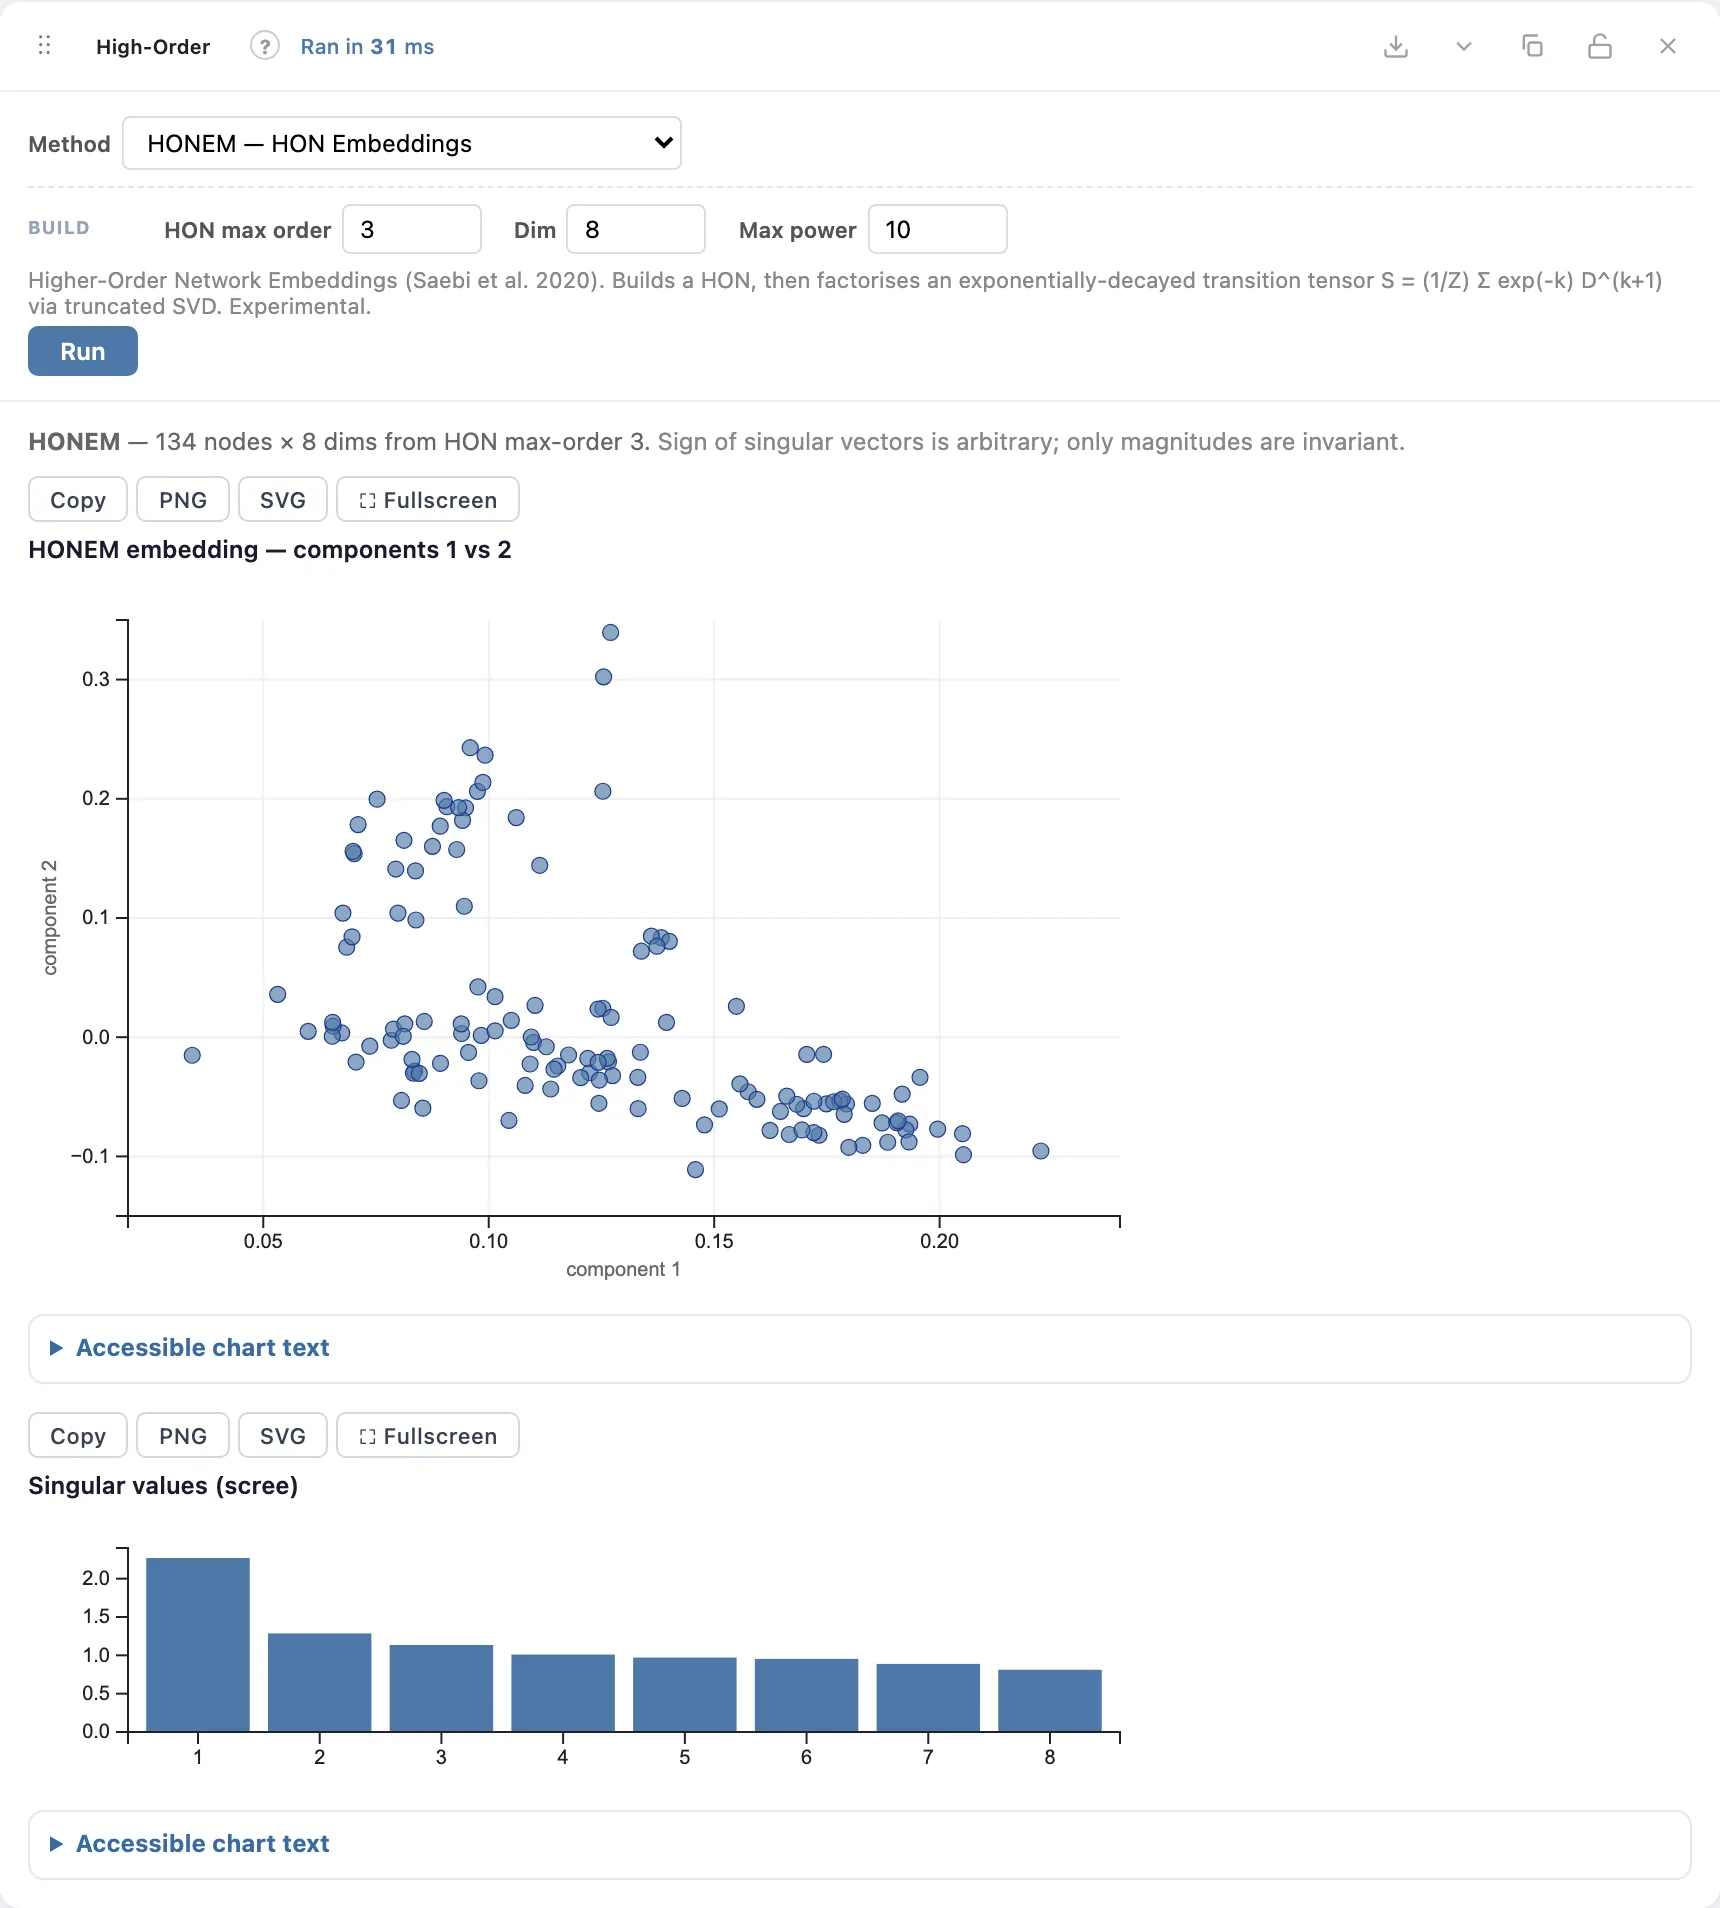 High-Order ? Ran in 31 ms
Method HONEM — HON Embeddings
BUILD HON max order 3 Dim 8 Max power 10
Higher-Order Network Embeddings (Saebi et al. 2020). Builds a HON, then factorises an exponentially-decayed transition tensor S = (1/Z) Σ exp(-k) D^(k+1)
via truncated SVD. Experimental.
Run
HONEM — 134 nodes × 8 dims from HON max-order 3. Sign of singular vectors is arbitrary; only magnitudes are invariant.
Copy PNG SVG Fullscreen
HONEM embedding — components 1 vs 2
0.3
0.2
0.1
0.0
−0.1
component 2
0.05 0.10 0.15 0.20
component 1
Accessible chart text
Copy PNG SVG Fullscreen
Singular values (scree)
2.0
1.5
1.0
0.5
0.0
1 2 3 4 5 6 7 8
Accessible chart text